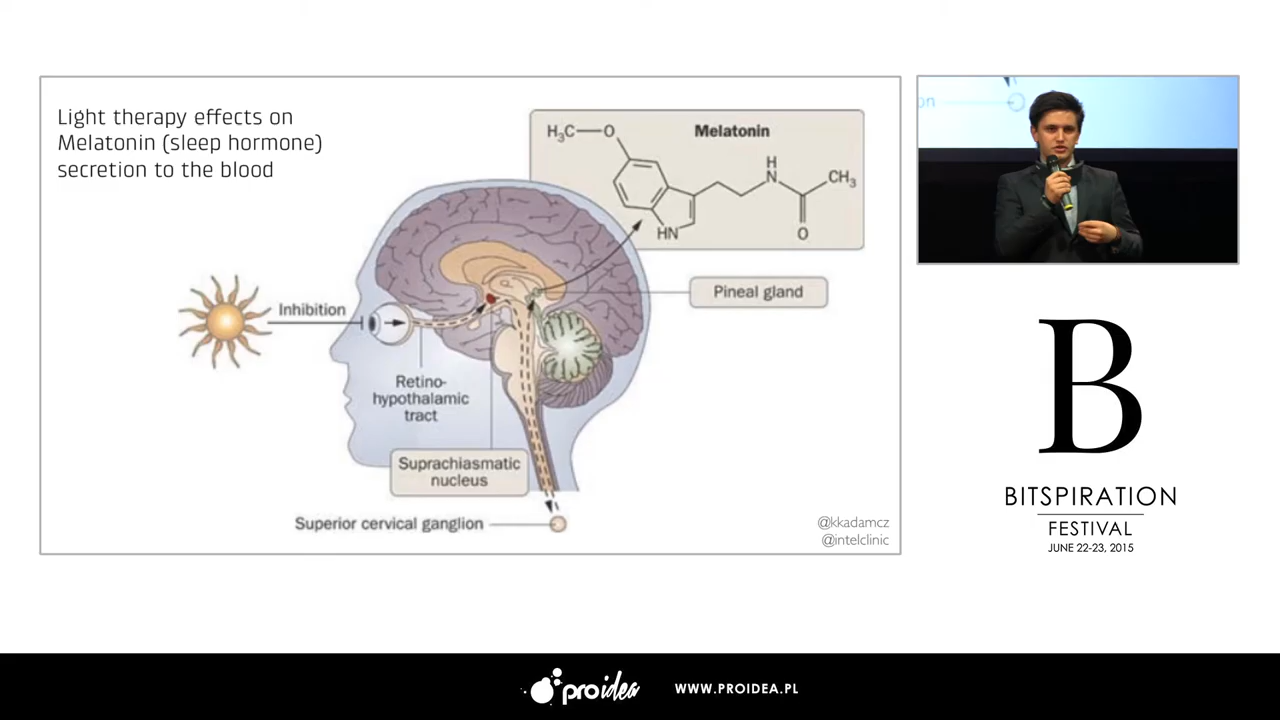 Light therapy effects on
Melatonin (sleep hormone)
secretion to the blood
H₃C—O
Melatonin
H
N
CH₃
O
HN
Inhibition
Pineal gland
Retino-
hypothalamic
tract
Suprachiasmatic
nucleus
Superior cervical ganglion
@kkadamcz
@intelclinic
on
B
BITSPIRATION
FESTIVAL
JUNE 22-23, 2015
proidea
WWW.PROIDEA.PL